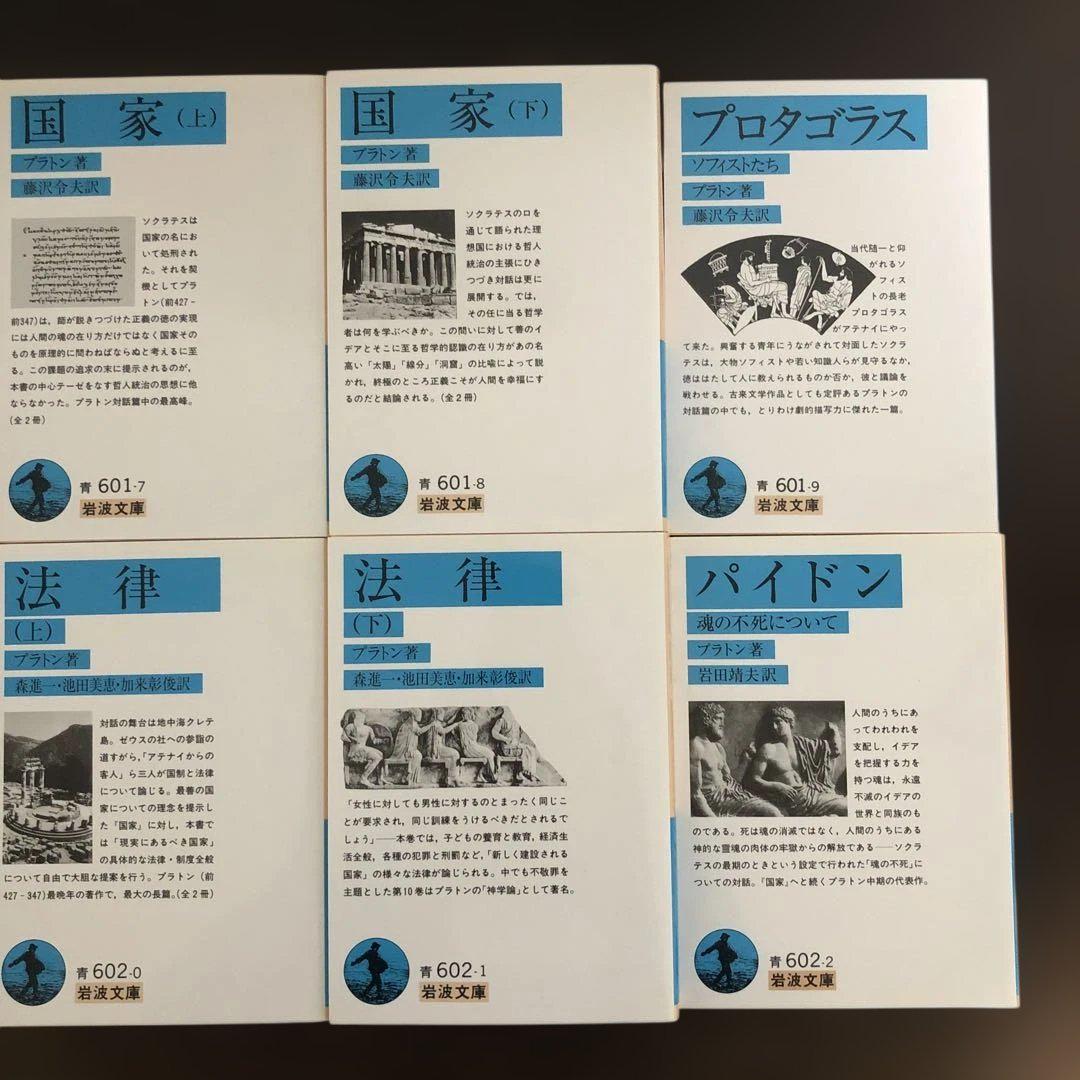 国 家(上)
プラトン著
藤沢令夫訳
ソクラテスは
国家の名にお
いて処刑され
た。それを契
機としてプラ
トン(前427-
前347)は，師が説きつづけた正義の徳の実現
には人間の魂の在り方だけではなく国家その
ものを原理的に問わねばならぬと考えるに至
る。この課題の追求の末に提示されるのが，
本書の中心テーゼをなす哲人統治の思想に他
ならなかった。プラトン対話篇中の最高峰。
(全2冊)
青 601-7
岩波文庫
国 家(下)
プラトン著
藤沢令夫訳
ソクラテスの口を
通じて語られた理
想国における哲人
統治の主張にひき
つづき対話は更に
展開する。では，
その任に当る哲学
者は何を学ぶべきか。この問いに対して善のイ
デアとそこに至る哲学的認識の在り方があの名
高い「太陽」「線分」「洞窟」の比喩によって説
かれ，終極のところ正義こそが人間を幸福にす
るのだと結論される。(全2冊)
青 601-8
岩波文庫
プロタゴラス
ソフィストたち
プラトン著
藤沢令夫訳
当代随一と仰
がれるソ
フィス
トの長老
プロタゴラス
がアテナイにやっ
て来た。興奮する青年にうながされて対面したソクラ
テスは，大物ソフィストや若い知識人らが見守るなか，
徳ははたして人に教えられるものか否か，彼と議論を
戦わせる。古来文学作品としても定評あるプラトンの
対話篇の中でも，とりわけ劇的描写力に傑れた一篇。
青 601-9
岩波文庫
法 律
(上)
プラトン著
森進一・池田美恵・加来彰俊訳
対話の舞台は地中海クレテ
島。ゼウスの社への参詣の
道すがら，「アテナイからの
客人」ら三人が国制と法律
について論じる。最善の国
家についての理念を提示し
た『国家』に対し，本書で
は「現実にあるべき国家」
の具体的な法律・制度全般
について自由で大胆な提案を行う。プラトン（前
427-347)最晩年の著作で，最大の長篇。(全2冊)
青 602-0
岩波文庫
法 律
(下)
プラトン著
森進一・池田美恵・加来彰俊訳
「女性に対しても男性に対するのとまったく同じこ
とが要求され，同じ訓練をうけるべきだとされるで
しょう」――本巻では，子どもの養育と教育，経済生
活全般，各種の犯罪と刑罰など，「新しく建設される
国家」の様々な法律が論じられる。中でも不敬罪を
主題とした第10巻はプラトンの「神学論」として著名。
青 602-1
岩波文庫
パイドン
魂の不死について
プラトン著
岩田靖夫訳
人間のうちにあ
ってわれわれを
支配し，イデア
を把握する力を
持つ魂は，永遠
不滅のイデアの
世界と同族のも
のである。死は魂の消滅ではなく，人間のうちにある
神的な霊魂の肉体の牢獄からの解放である――ソクラ
テスの最期のときという設定で行われた「魂の不死」に
ついての対話。『国家』へと続くプラトン中期の代表作。
青 602-2
岩波文庫